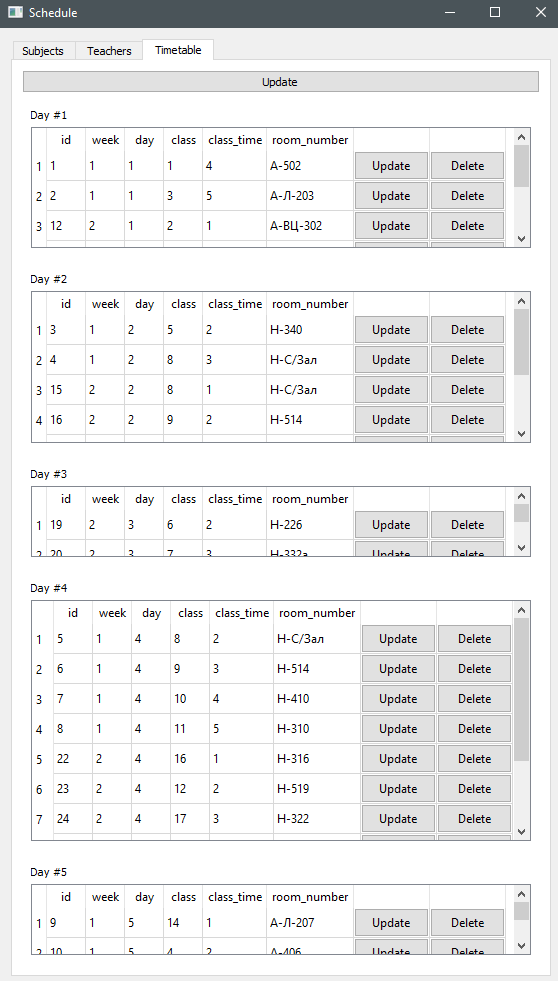 Schedule
Subjects Teachers Timetable
Update
Day #1
id week day class class_time room_number
1 1 1 1 1 4 А-502 Update Delete
2 2 1 1 3 5 А-Л-203 Update Delete
3 12 2 1 2 1 А-ВЦ-302 Update Delete
Day #2
id week day class class_time room_number
1 3 1 2 5 2 Н-340 Update Delete
2 4 1 2 8 3 Н-С/Зал Update Delete
3 15 2 2 8 1 Н-С/Зал Update Delete
4 16 2 2 9 2 Н-514 Update Delete
Day #3
id week day class class_time room_number
1 19 2 3 6 2 Н-226 Update Delete
2 20 2 3 7 3 Н-332а Update Delete
Day #4
id week day class class_time room_number
1 5 1 4 8 2 Н-С/Зал Update Delete
2 6 1 4 9 3 Н-514 Update Delete
3 7 1 4 10 4 Н-410 Update Delete
4 8 1 4 11 5 Н-310 Update Delete
5 22 2 4 16 1 Н-316 Update Delete
6 23 2 4 12 2 Н-519 Update Delete
7 24 2 4 17 3 Н-322 Update Delete
Day #5
id week day class class_time room_number
1 9 1 5 14 1 А-Л-207 Update Delete
2 10 1 5 4 2 А-406 Update Delete